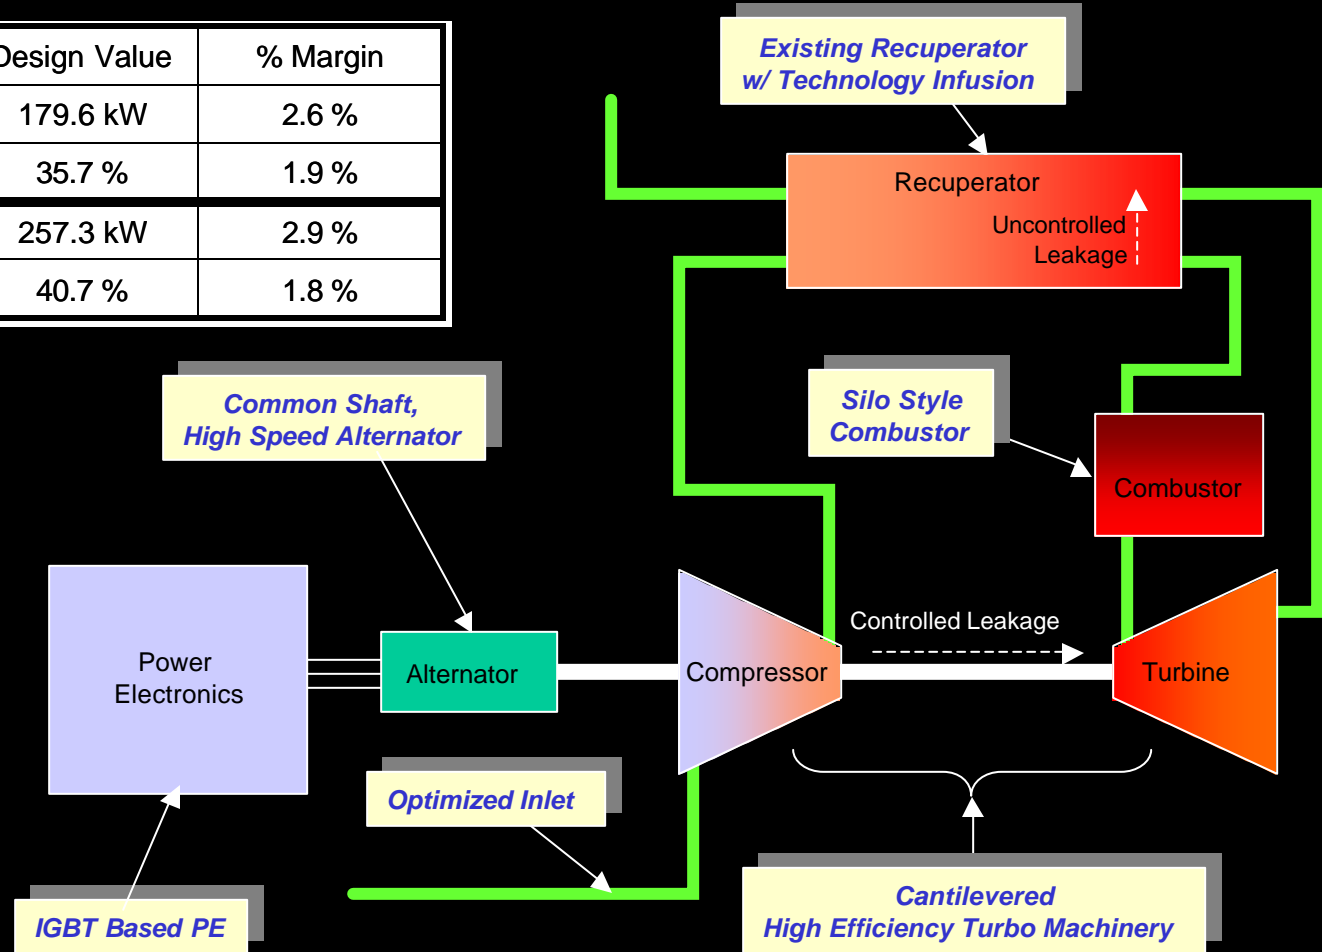 Design Value % Margin
179.6 kW 2.6 %
35.7 % 1.9 %
257.3 kW 2.9 %
40.7 % 1.8 %
Existing Recuperator
w/ Technology Infusion
Recuperator
Uncontrolled
Leakage
Common Shaft,
High Speed Alternator
Silo Style
Combustor
Combustor
Controlled Leakage
Power
Electronics
Alternator
Compressor
Turbine
Optimized Inlet
IGBT Based PE
Cantilevered
High Efficiency Turbo Machinery